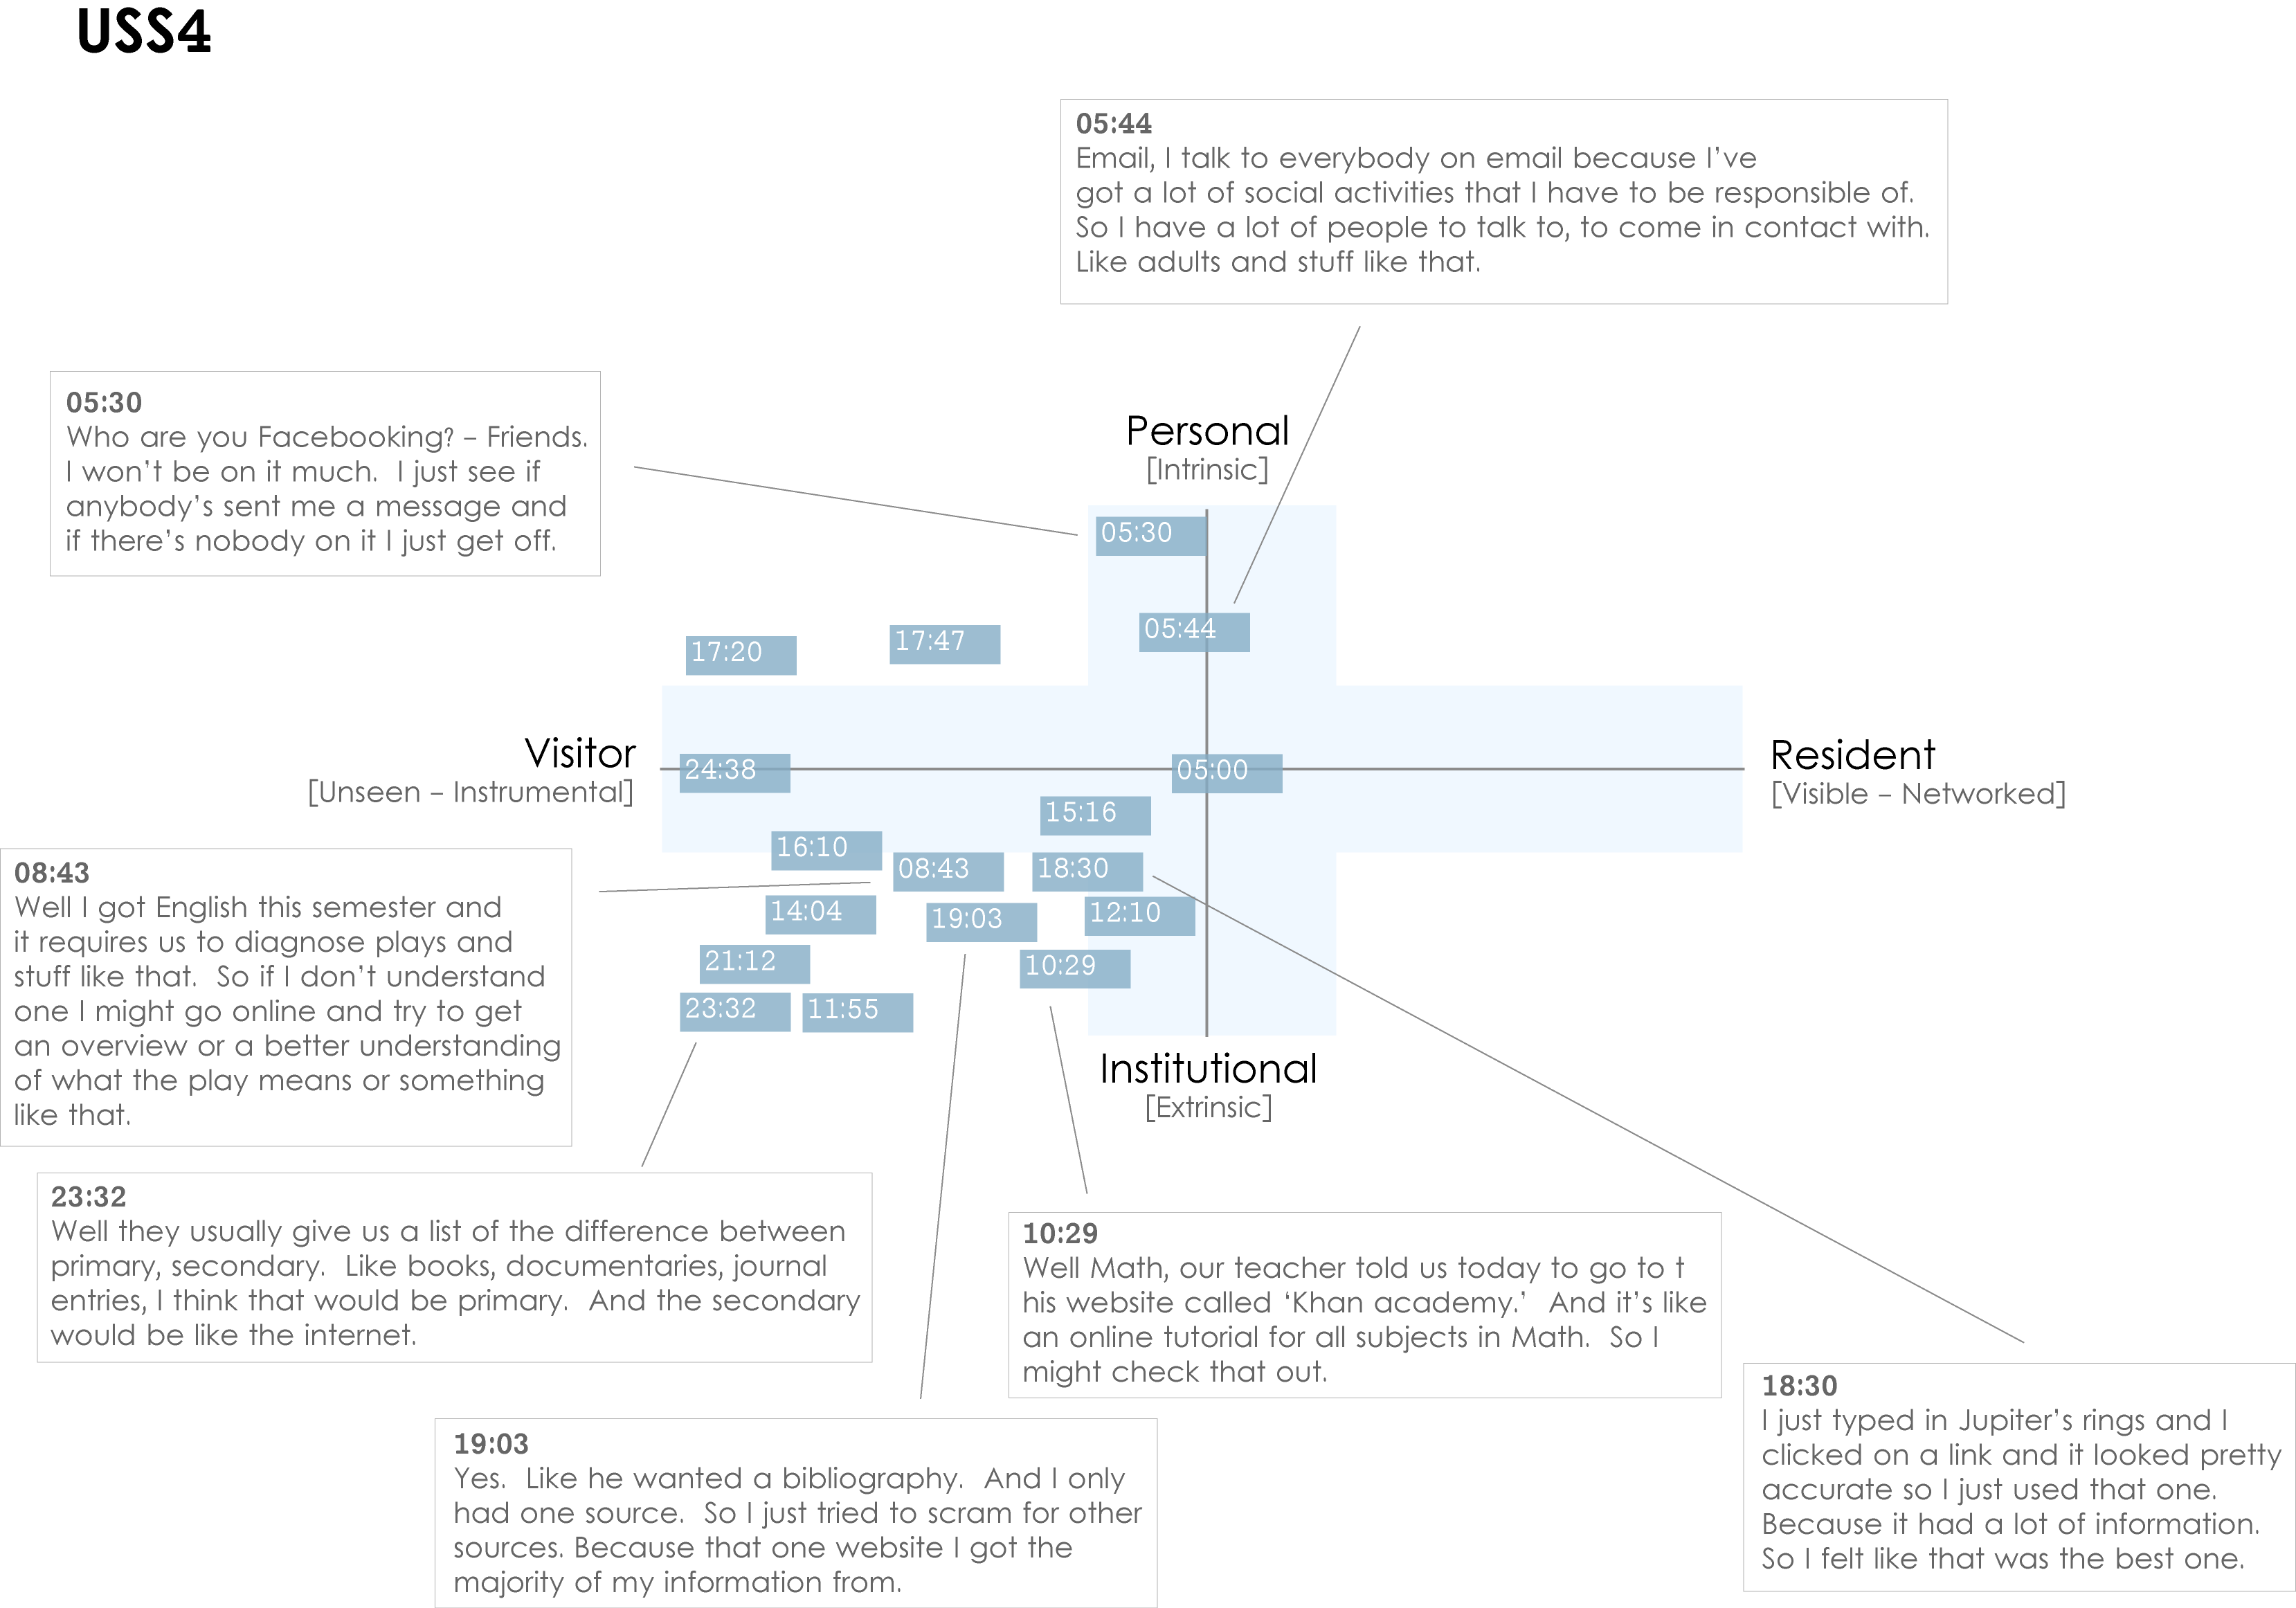 USS4
05:44
Email, I talk to everybody on email because I’ve
got a lot of social activities that I have to be responsible of.
So I have a lot of people to talk to, to come in contact with.
Like adults and stuff like that.
05:30
Who are you Facebooking? – Friends.
I won’t be on it much.  I just see if
anybody’s sent me a message and
if there’s nobody on it I just get off.
Personal
[Intrinsic]
05:30
05:44
17:47
17:20
Visitor
[Unseen – Instrumental]
24:38
05:00
Resident
[Visible – Networked]
15:16
16:10
08:43
18:30
14:04
19:03
12:10
21:12
10:29
23:32
11:55
Institutional
[Extrinsic]
08:43
Well I got English this semester and
it requires us to diagnose plays and
stuff like that.  So if I don’t understand
one I might go online and try to get
an overview or a better understanding
of what the play means or something
like that.
23:32
Well they usually give us a list of the difference between
primary, secondary.  Like books, documentaries, journal
entries, I think that would be primary.  And the secondary
would be like the internet.
10:29
Well Math, our teacher told us today to go to t
his website called ‘Khan academy.’  And it’s like
an online tutorial for all subjects in Math.  So I
might check that out.
18:30
I just typed in Jupiter’s rings and I
clicked on a link and it looked pretty
accurate so I just used that one.
Because it had a lot of information.
So I felt like that was the best one.
19:03
Yes.  Like he wanted a bibliography.  And I only
had one source.  So I just tried to scram for other
sources. Because that one website I got the
majority of my information from.